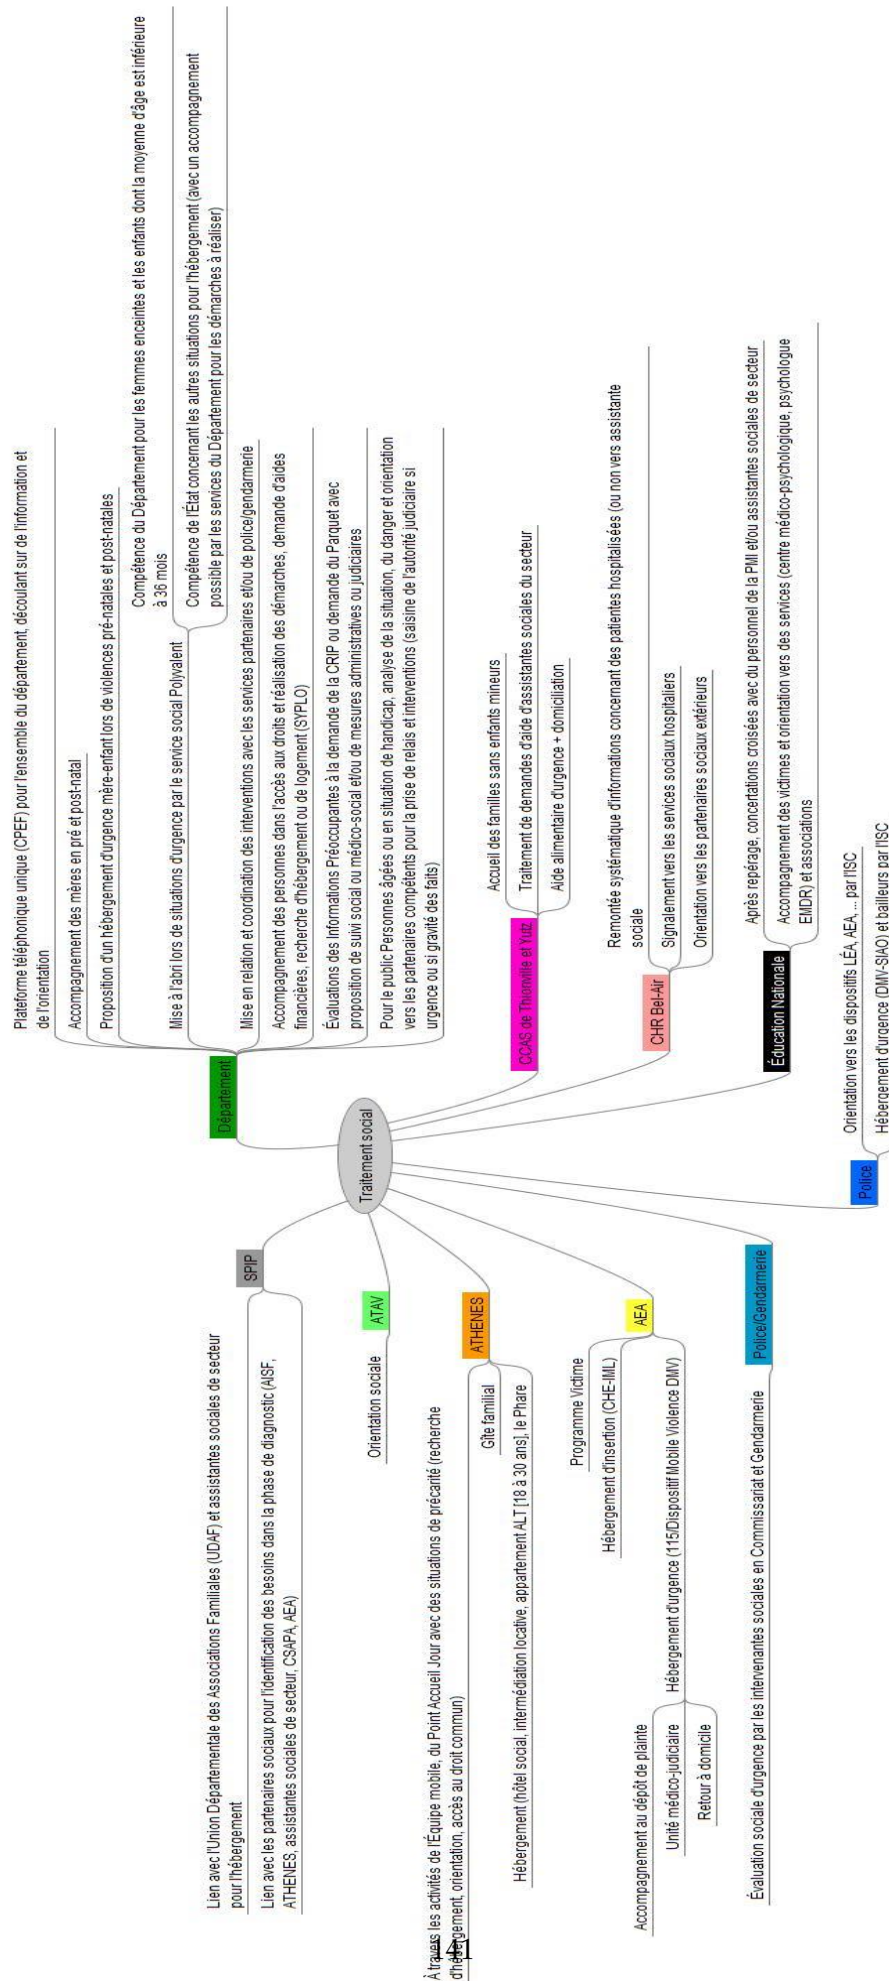 Traitement social
Département
Plateforme téléphonique unique (CPEF) pour l'ensemble du département, découlant sur de l'information et
de l'orientation
Accompagnement des mères en pré et post-natal
Proposition d'un hébergement d'urgence mère-enfant lors de violences pré-natales et post-natales
Mise à l'abri lors de situations d'urgence par le service social Polyvalent
Compétence du Département pour les femmes enceintes et les enfants dont la moyenne d'âge est inférieure
à 36 mois
Compétence de l'État concernant les autres situations pour l'hébergement (avec un accompagnement
possible par les services du Département pour les démarches à réaliser)
Mise en relation et coordination des interventions avec les services partenaires et/ou de police/gendarmerie
Accompagnement des personnes dans l'accès aux droits et réalisation des démarches, demande d'aides
financières, recherche d'hébergement ou de logement (SYPLO)
Évaluations des Informations Préoccupantes à la demande de la CRIP ou demande du Parquet avec
proposition de suivi social ou médico-social et/ou de mesures administratives ou judiciaires
Pour le public Personnes âgées ou en situation de handicap, analyse de la situation, du danger et orientation
vers les partenaires compétents pour la prise de relais et interventions (saisine de l'autorité judiciaire si
urgence ou si gravité des faits)
CCAS de Thionville et Yutz
Accueil des familles sans enfants mineurs
Traitement de demandes d'aide d'assistantes sociales du secteur
Aide alimentaire d'urgence + domiciliation
CHR Bel-Air
Remontée systématique d'informations concernant des patientes hospitalisées (ou non vers assistante
sociale
Signalement vers les services sociaux hospitaliers
Orientation vers les partenaires sociaux extérieurs
Éducation Nationale
Après repérage, concertations croisées avec du personnel de la PMI et/ou assistantes sociales de secteur
Accompagnement des victimes et orientation vers des services (centre médico-psychologique, psychologue
EMDR) et associations
Police
Orientation vers les dispositifs LÉA, AEA, ... par l'ISC
Hébergement d'urgence (DMV-SIAO) et bailleurs par l'ISC
SPIP
Lien avec l'Union Départementale des Associations Familiales (UDAF) et assistantes sociales de secteur
pour l'hébergement
Lien avec les partenaires sociaux pour l'identification des besoins dans la phase de diagnostic (AISF,
ATHENES, assistantes sociales de secteur, CSAPA, AEA)
ATAV
Orientation sociale
ATHENES
À travers les activités de l'Équipe mobile, du Point Accueil Jour avec des situations de précarité (recherche
d'hébergement, orientation, accès au droit commun)
Gîte familial
Hébergement (hôtel social, intermédiation locative, appartement ALT [18 à 30 ans], le Phare
AEA
Programme Victime
Hébergement d'insertion (CHE-IML)
Hébergement d'urgence (115/Dispositif Mobile Violence DMV)
Accompagnement au dépôt de plainte
Unité médico-judiciaire
Retour à domicile
Police/Gendarmerie
Évaluation sociale d'urgence par les intervenantes sociales en Commissariat et Gendarmerie
141